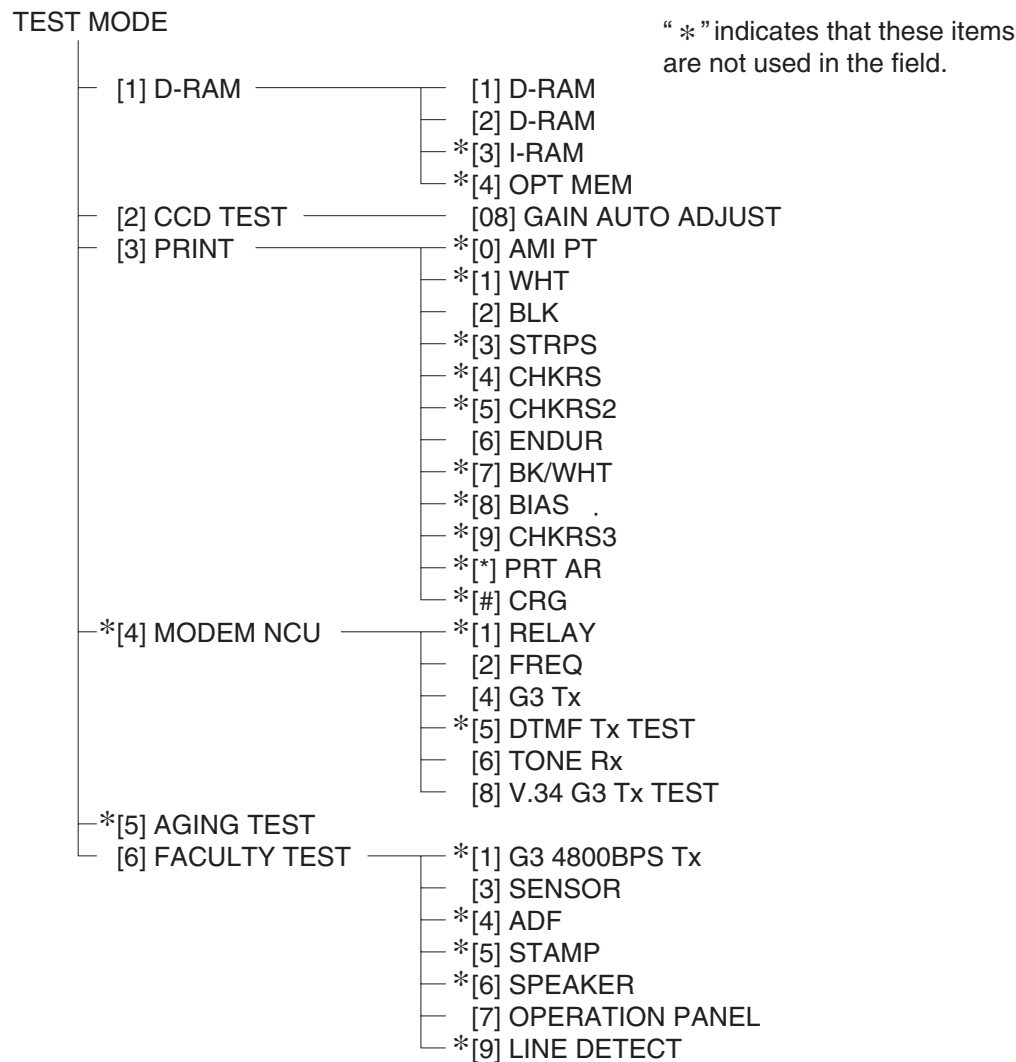 TEST MODE
“ * ” indicates that these items
are not used in the field.
[1] D-RAM
[1] D-RAM
[2] D-RAM
*[3] I-RAM
*[4] OPT MEM
[2] CCD TEST
[08] GAIN AUTO ADJUST
[3] PRINT
*[0] AMI PT
*[1] WHT
[2] BLK
*[3] STRPS
*[4] CHKRS
*[5] CHKRS2
[6] ENDUR
*[7] BK/WHT
*[8] BIAS .
*[9] CHKRS3
*[*] PRT AR
*[#] CRG
*[4] MODEM NCU
*[1] RELAY
[2] FREQ
[4] G3 Tx
*[5] DTMF Tx TEST
[6] TONE Rx
[8] V.34 G3 Tx TEST
*[5] AGING TEST
[6] FACULTY TEST
*[1] G3 4800BPS Tx
[3] SENSOR
*[4] ADF
*[5] STAMP
*[6] SPEAKER
[7] OPERATION PANEL
*[9] LINE DETECT